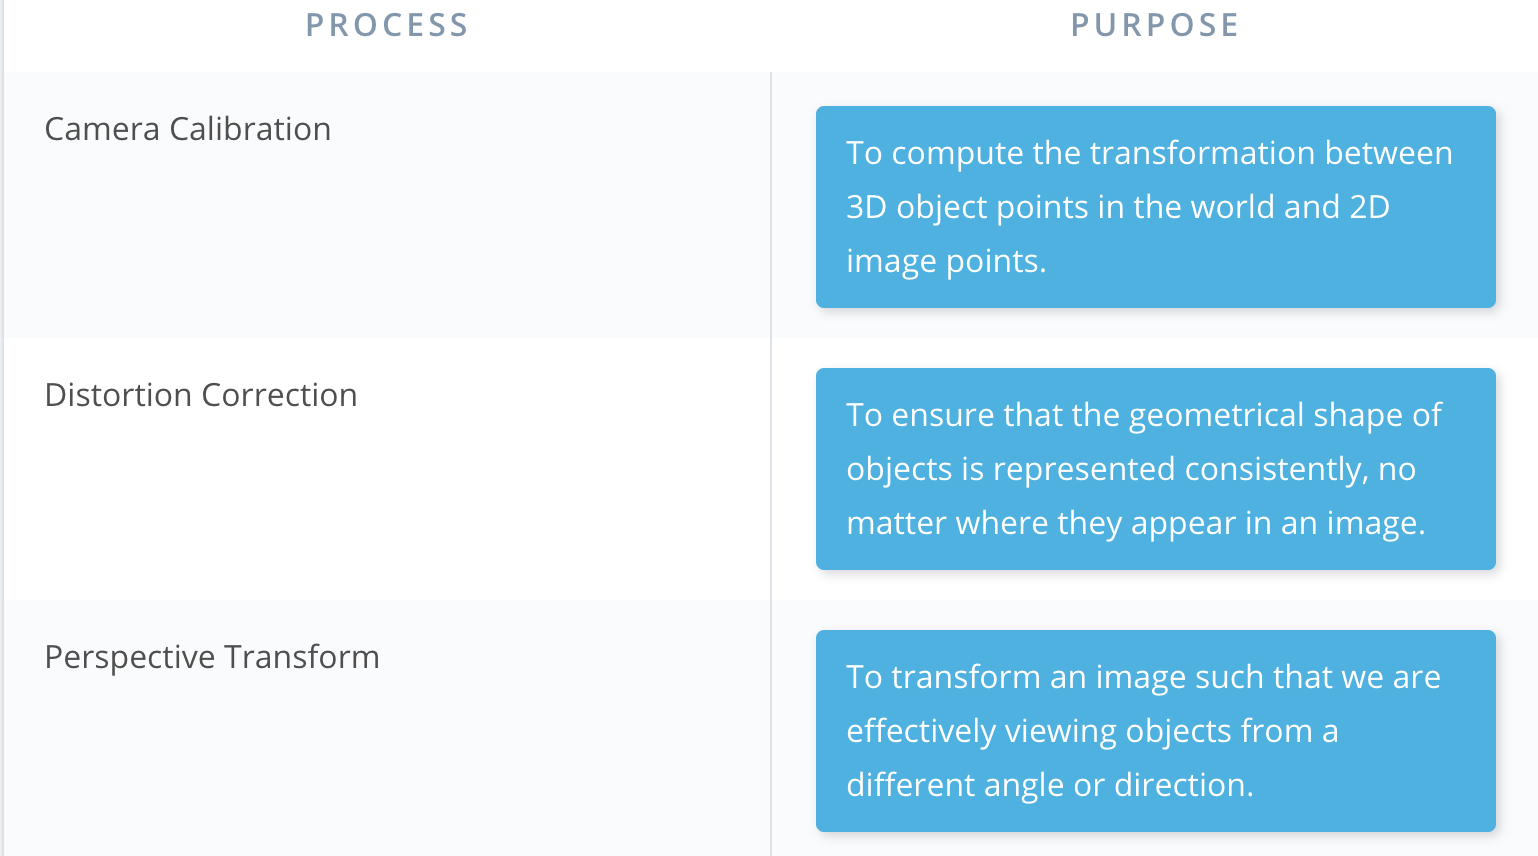 PROCESS
PURPOSE
Camera Calibration
To compute the transformation between
3D object points in the world and 2D
image points.
Distortion Correction
To ensure that the geometrical shape of
objects is represented consistently, no
matter where they appear in an image.
Perspective Transform
To transform an image such that we are
effectively viewing objects from a
different angle or direction.